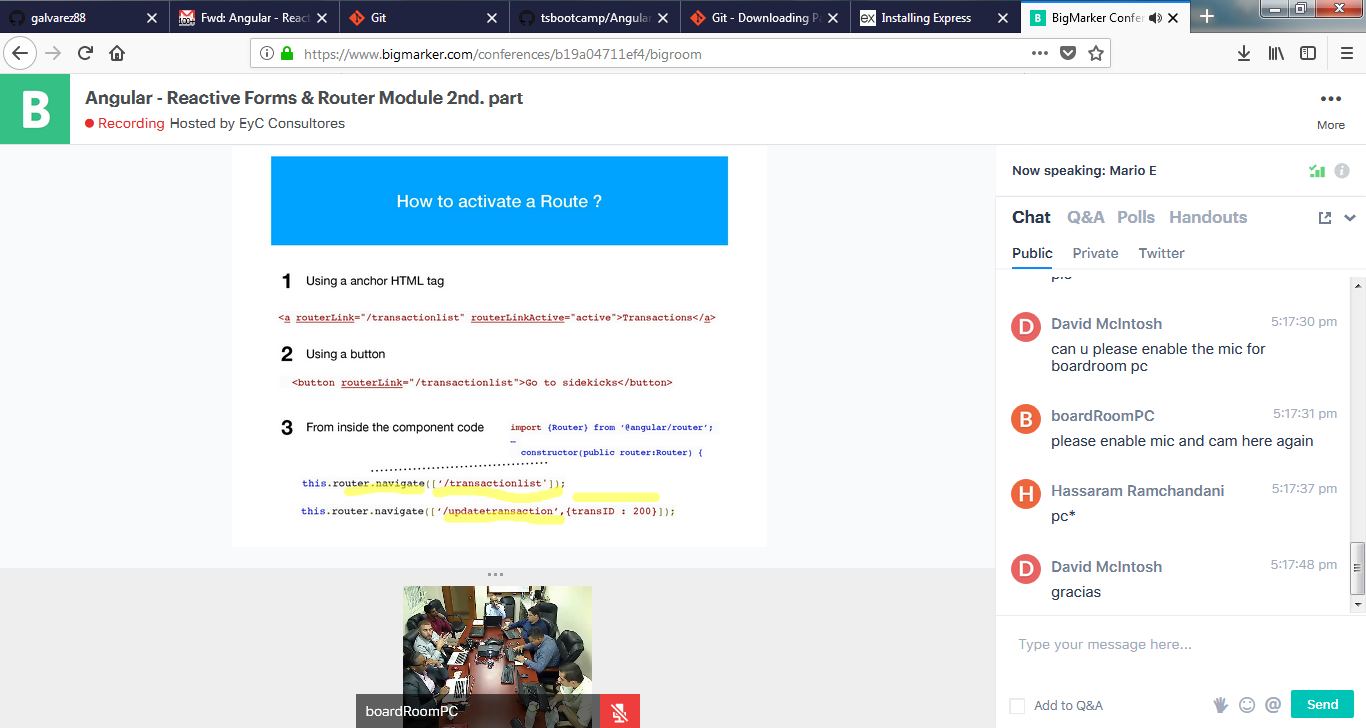 galvarez88
Fwd: Angular - React
Git
tsbootcamp/Angular
Git - Downloading Pa
ex Installing Express
B BigMarker Confer
https://www.bigmarker.com/conferences/b19a04711ef4/bigroom
B
Angular - Reactive Forms & Router Module 2nd. part
Recording Hosted by EyC Consultores
More
How to activate a Route ?
1 Using a anchor HTML tag
<a routerLink="/transactionlist" routerLinkActive="active">Transactions</a>
2 Using a button
<button routerLink="/transactionlist">Go to sidekicks</button>
3 From inside the component code
import {Router} from ‘@angular/router’;
…
constructor(public router:Router) {
this.router.navigate([‘/transactionlist']);
this.router.navigate([‘/updatetransaction’,{transID : 200}]);
boardRoomPC
Now speaking: Mario E
Chat Q&A Polls Handouts
Public Private Twitter
D David McIntosh 5:17:30 pm
can u please enable the mic for
boardroom pc
B boardRoomPC 5:17:31 pm
please enable mic and cam here again
H Hassaram Ramchandani 5:17:37 pm
pc*
D David McIntosh 5:17:48 pm
gracias
Type your message here...
Add to Q&A
Send